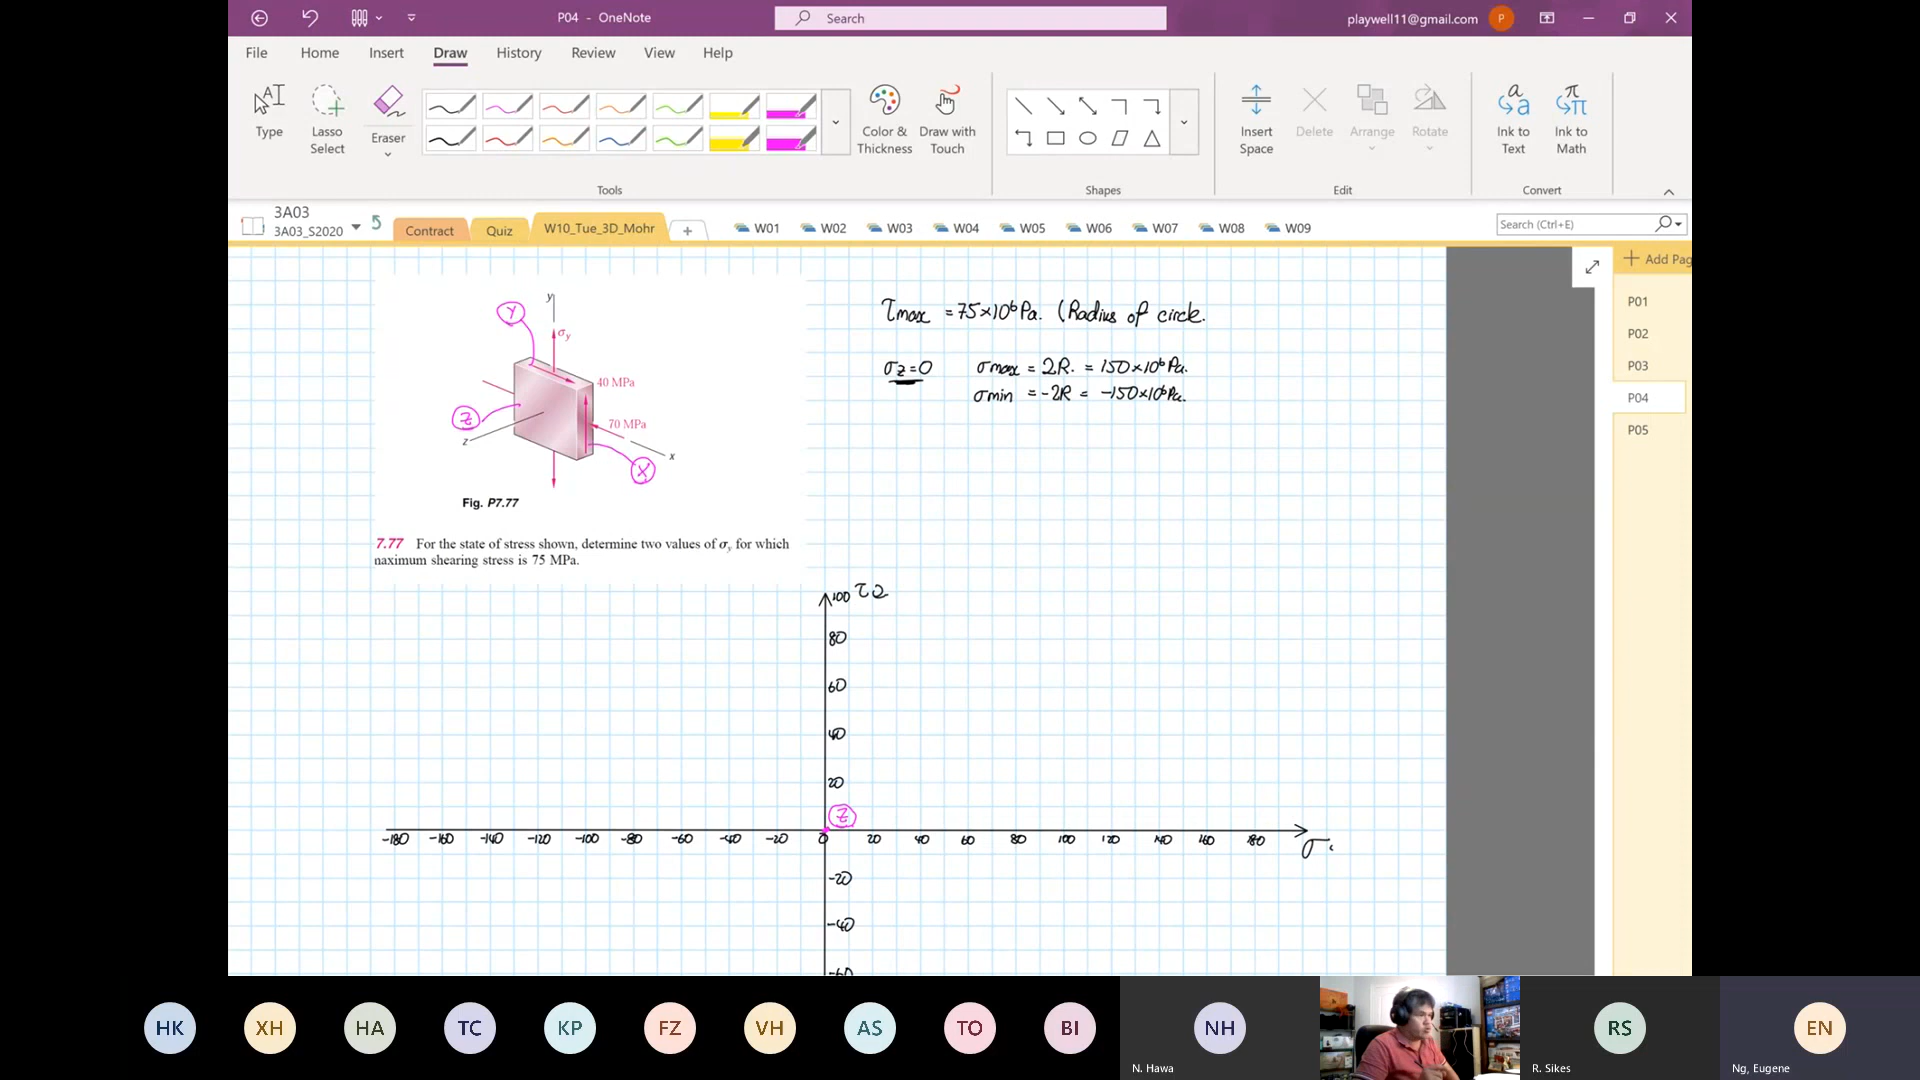 P04 - OneNote
Search
playwell11@gmail.com
P
File Home Insert Draw History Review View Help
Type
Lasso Select
Eraser
Color & Thickness
Draw with Touch
Insert Space
Delete
Arrange
Rotate
Ink to Text
Ink to Math
Tools
Shapes
Edit
Convert
3A03
3A03_S2020
Contract
Quiz
W10_Tue_3D_Mohr
+
W01 W02 W03 W04 W05 W06 W07 W08 W09
Search (Ctrl+E)
Add Pag
P01
P02
P03
P04
P05
y
Y
σy
40 MPa
Z
70 MPa
z
x
X
Fig. P7.77
7.77 For the state of stress shown, determine two values of σy for which
naximum shearing stress is 75 MPa.
τmax = 75×10⁶ Pa. (Radius of circle.
σz=0 σmax = 2R. = 150×10⁶ Pa.
σmin = -2R = -150×10⁶ Pa.
100
80
60
40
20
Z
-180 -160 -140 -120 -100 -80 -60 -40 -20 0 20 40 60 80 100 120 140 160 180
σ
-20
-40
-60
HK XH HA TC KP FZ VH AS TO BI NH RS EN
N. Hawa
R. Sikes
Ng, Eugene